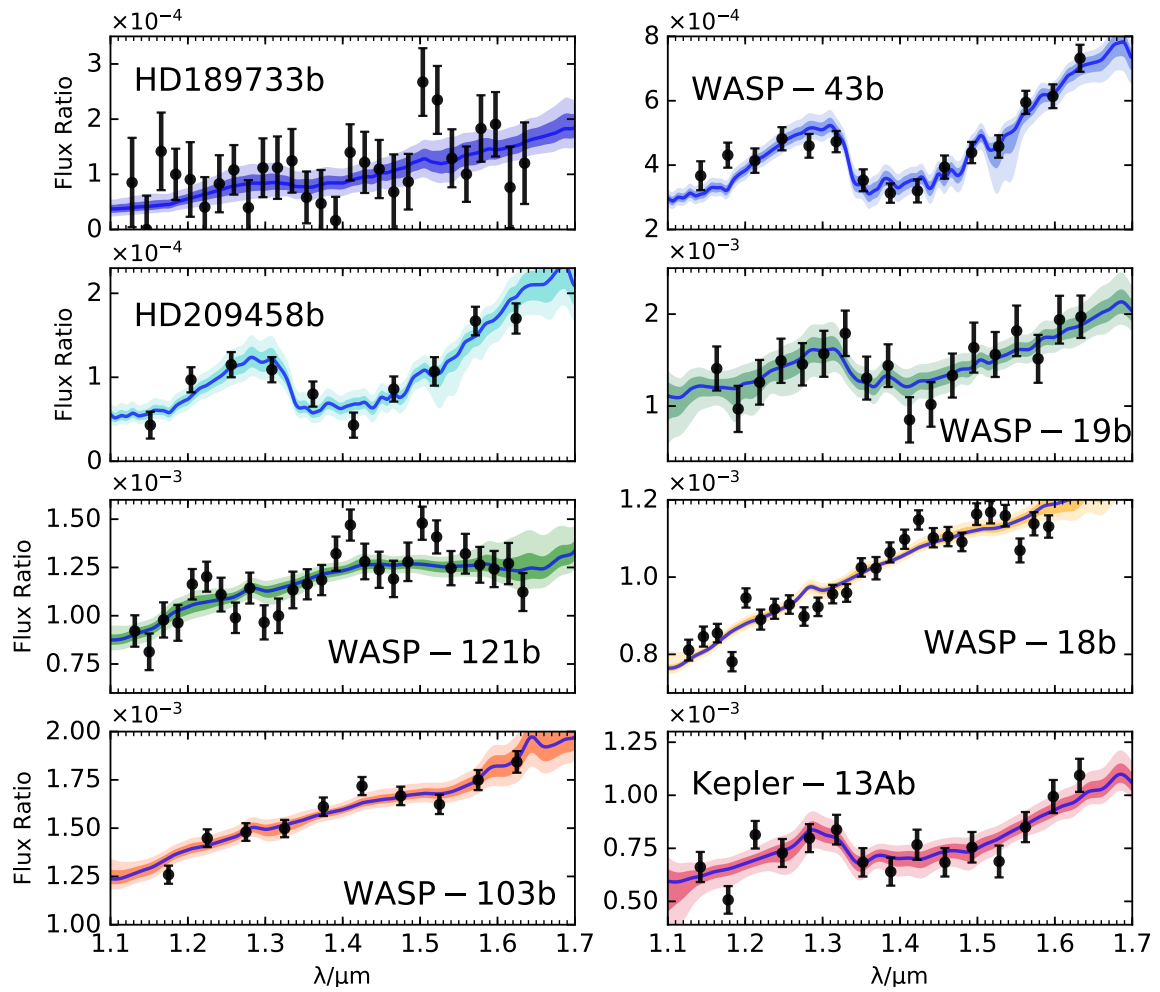 ×10⁻⁴
×10⁻⁴
Flux Ratio
3
2
1
0
HD189733b
8
6
4
2
WASP − 43b
×10⁻⁴
×10⁻³
Flux Ratio
2
1
0
HD209458b
2
1
WASP − 19b
×10⁻³
×10⁻³
Flux Ratio
1.50
1.25
1.00
0.75
WASP − 121b
1.2
1.0
0.8
WASP − 18b
×10⁻³
×10⁻³
Flux Ratio
2.00
1.75
1.50
1.25
1.00
WASP − 103b
1.25
1.00
0.75
0.50
Kepler − 13Ab
1.1 1.2 1.3 1.4 1.5 1.6 1.7
1.1 1.2 1.3 1.4 1.5 1.6 1.7
λ/μm
λ/μm